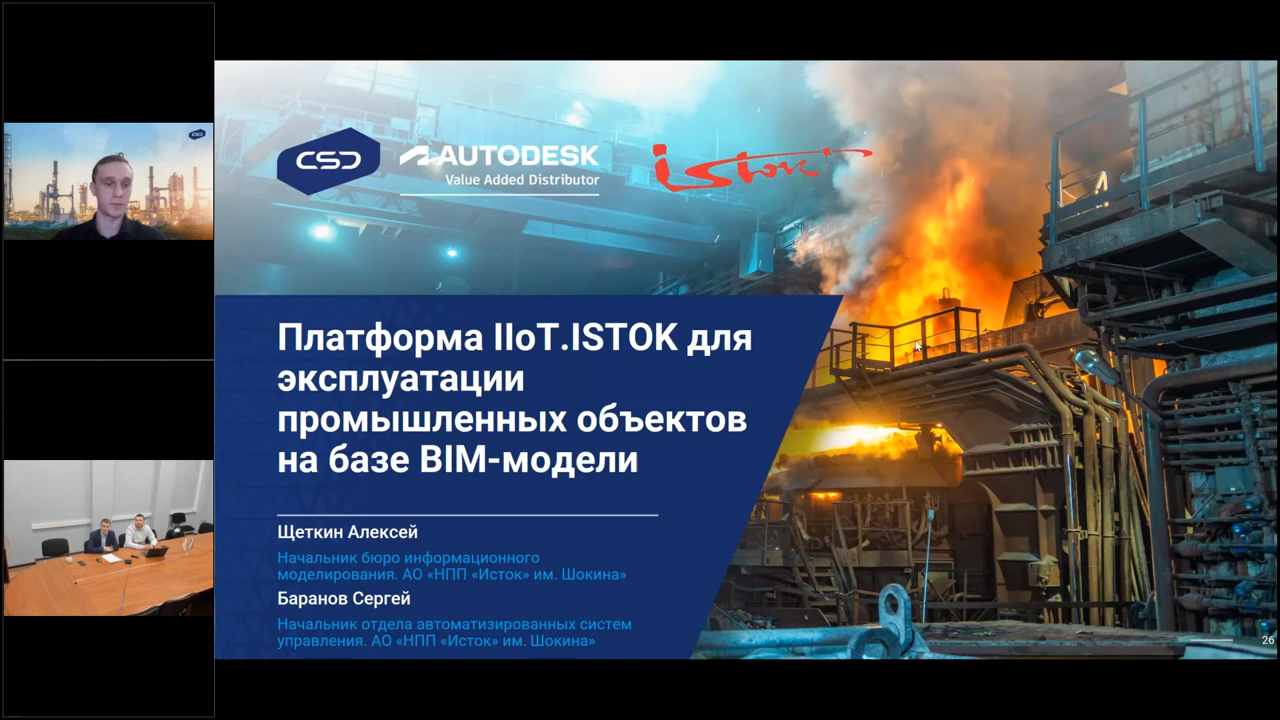 CSD
CSD
AUTODESK
Value Added Distributor
istok
Платформа IIoT.ISTOK для
эксплуатации
промышленных объектов
на базе BIM-модели
Щеткин Алексей
Начальник бюро информационного
моделирования. АО «НПП «Исток» им. Шокина»
Баранов Сергей
Начальник отдела автоматизированных систем
управления. АО «НПП «Исток» им. Шокина»
26